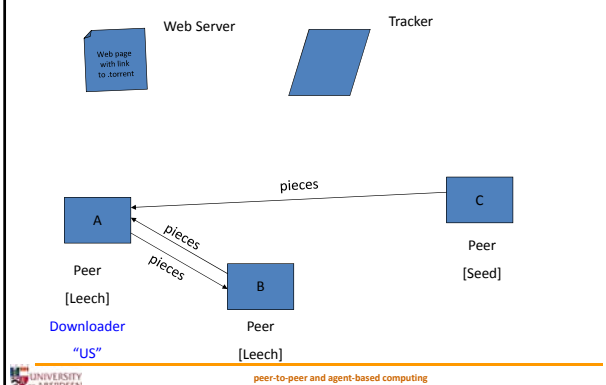 Web Server
Tracker
Web page
with link
to .torrent
pieces
C
A
pieces
Peer
pieces
[Seed]
B
Peer
[Leech]
Downloader
Peer
"US"
[Leech]
UNIVERSITY
peer-to-peer and agent-based computing